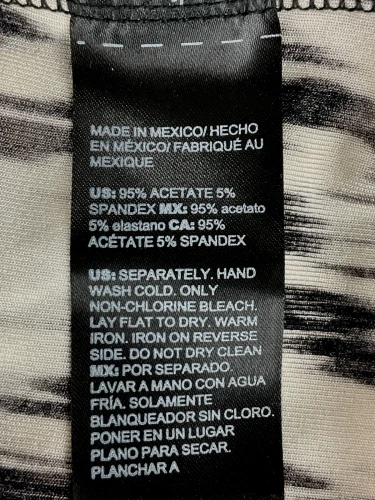 MADE IN MEXICO/ HECHO
EN MÉXICO/ FABRIQUÉ AU
MEXIQUE
US: 95% ACETATE 5%
SPANDEX MX: 95% acetato
5% elastano CA: 95%
ACÉTATE 5% SPANDEX
US: SEPARATELY. HAND
WASH COLD. ONLY
NON-CHLORINE BLEACH.
LAY FLAT TO DRY. WARM
IRON. IRON ON REVERSE
SIDE. DO NOT DRY CLEAN
MX: POR SEPARADO.
LAVAR A MANO CON AGUA
FRÍA. SOLAMENTE
BLANQUEADOR SIN CLORO.
PONER EN UN LUGAR
PLANO PARA SECAR.
PLANCHAR A